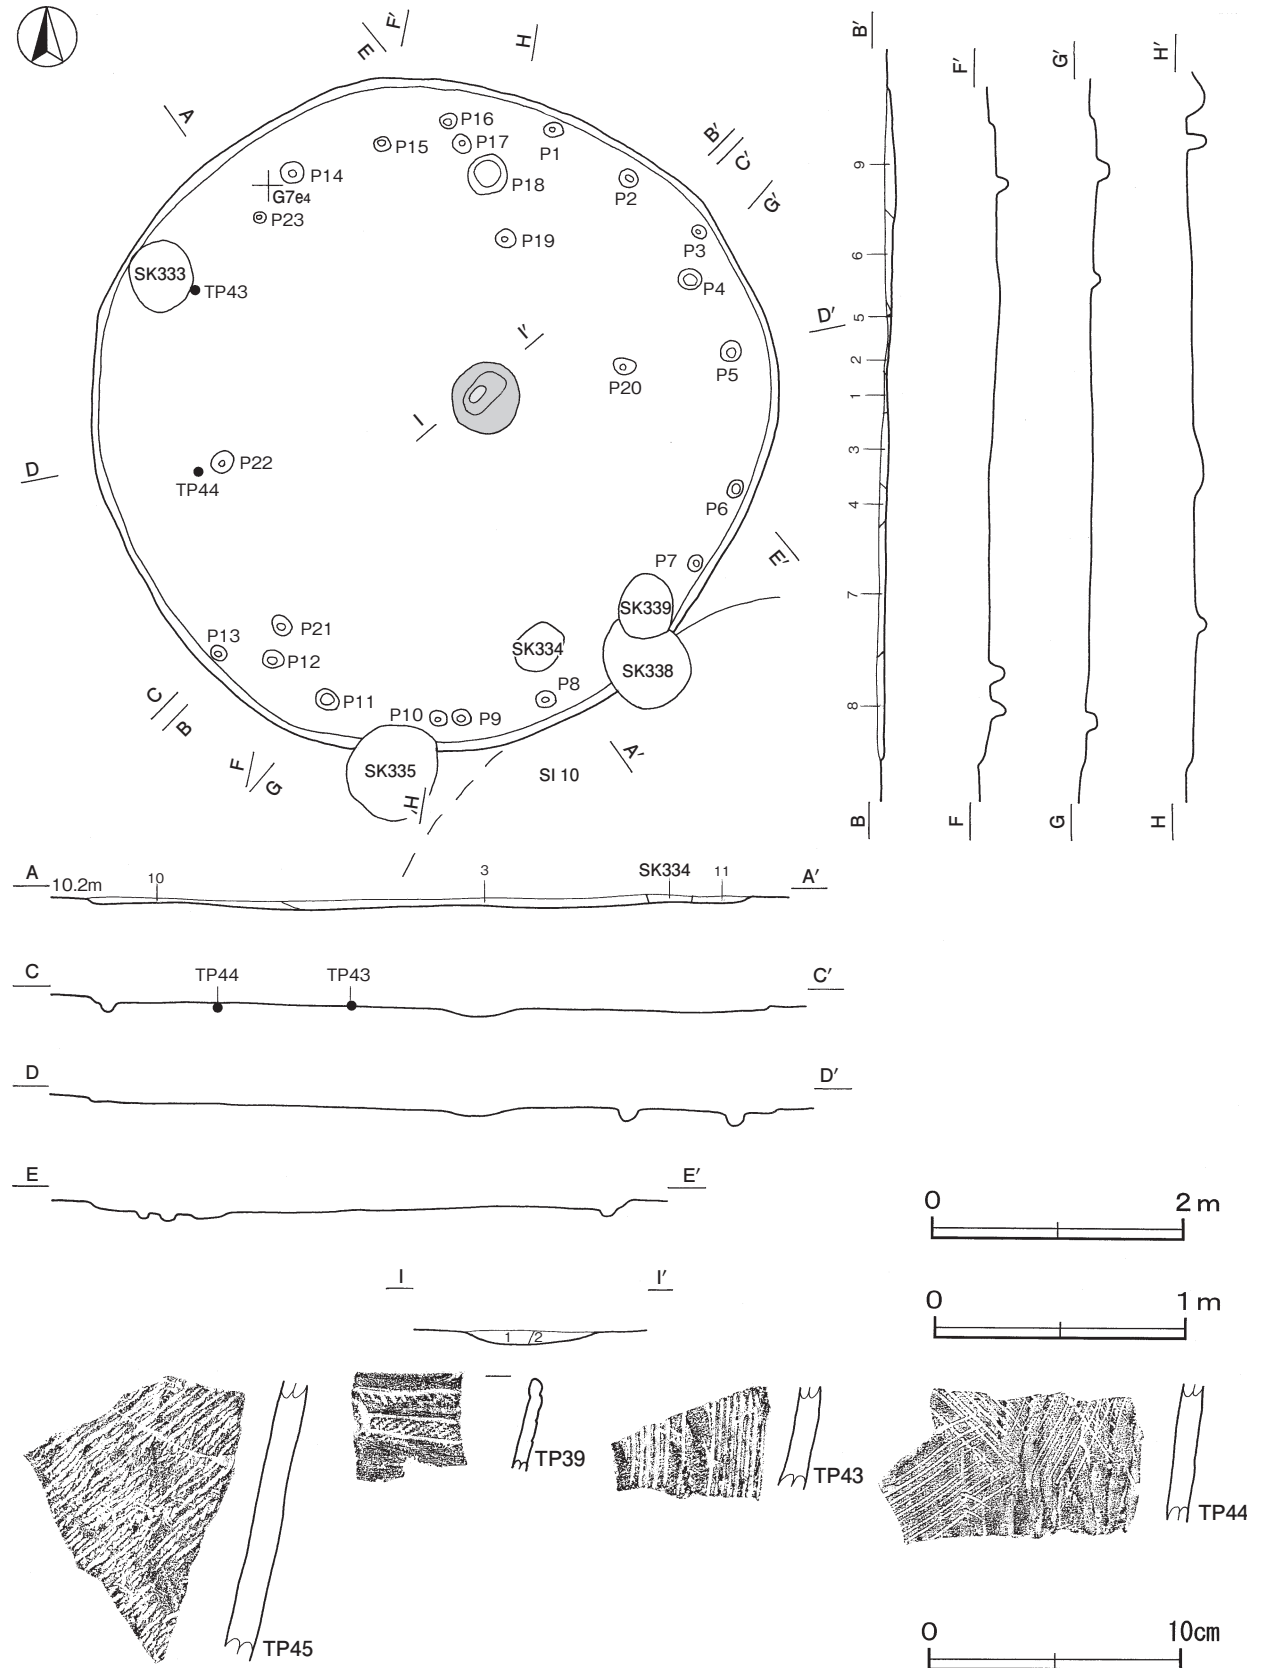 F′
E
H
A
P16
P15
P17
P1
P14
P18
P2
G7e4
P23
P19
P3
SK333
P4
TP43
B′
C′
G′
I′
P20
P5
I
D
P22
TP44
P6
P7
E′
SK339
P21
P13
P12
SK334
SK338
P8
P11
P10
P9
C
B
F
G
SK335
H′
SI 10
A′
B′
F′
G′
H′
9
6
D′
5
2
1
3
4
7
8
B
F
G
H
A
10.2m
10
3
SK334
11
A′
C
TP44
TP43
C′
D
D′
E
E′
0
2 m
I
I′
1
2
0
1 m
TP45
TP39
TP43
TP44
0
10cm